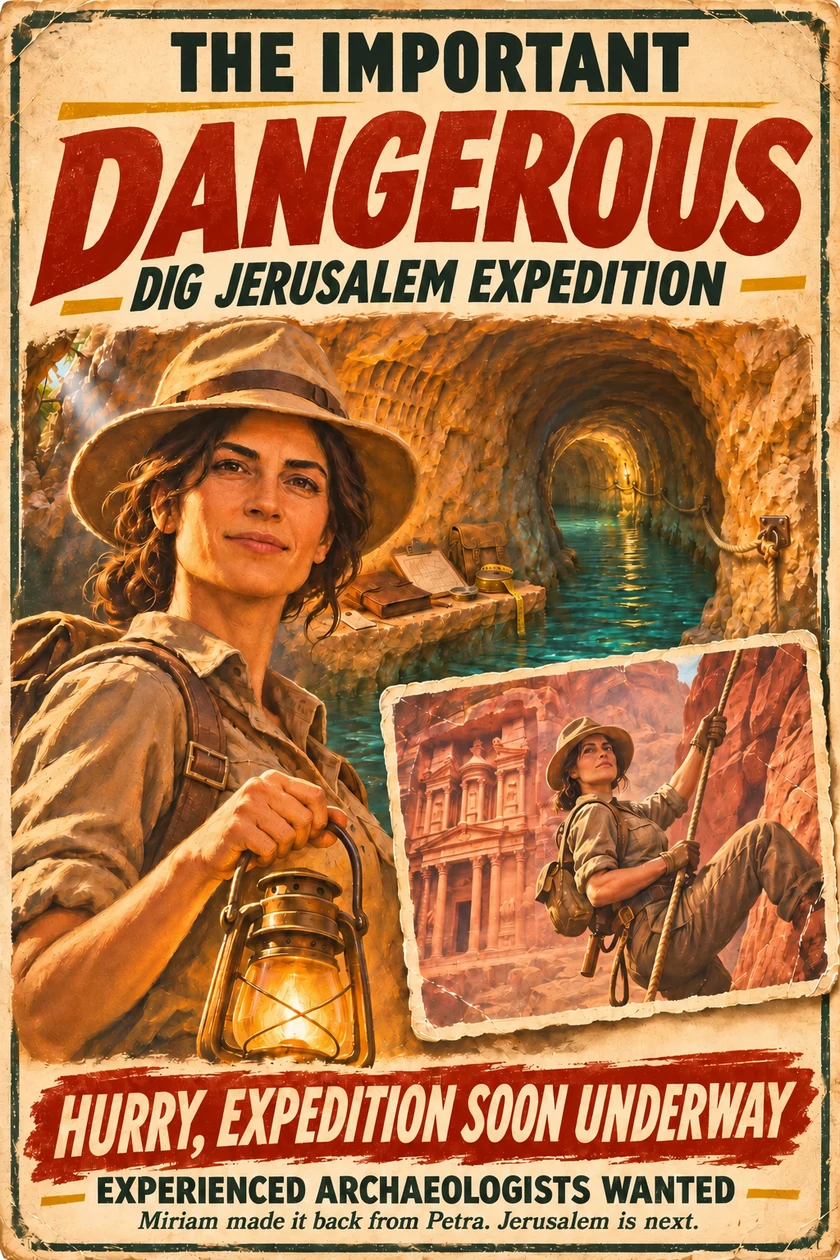 THE IMPORTANT
DANGEROUS
DIG JERUSALEM EXPEDITION
HURRY, EXPEDITION SOON UNDERWAY
EXPERIENCED ARCHAEOLOGISTS WANTED
Miriam made it back from Petra. Jerusalem is next.